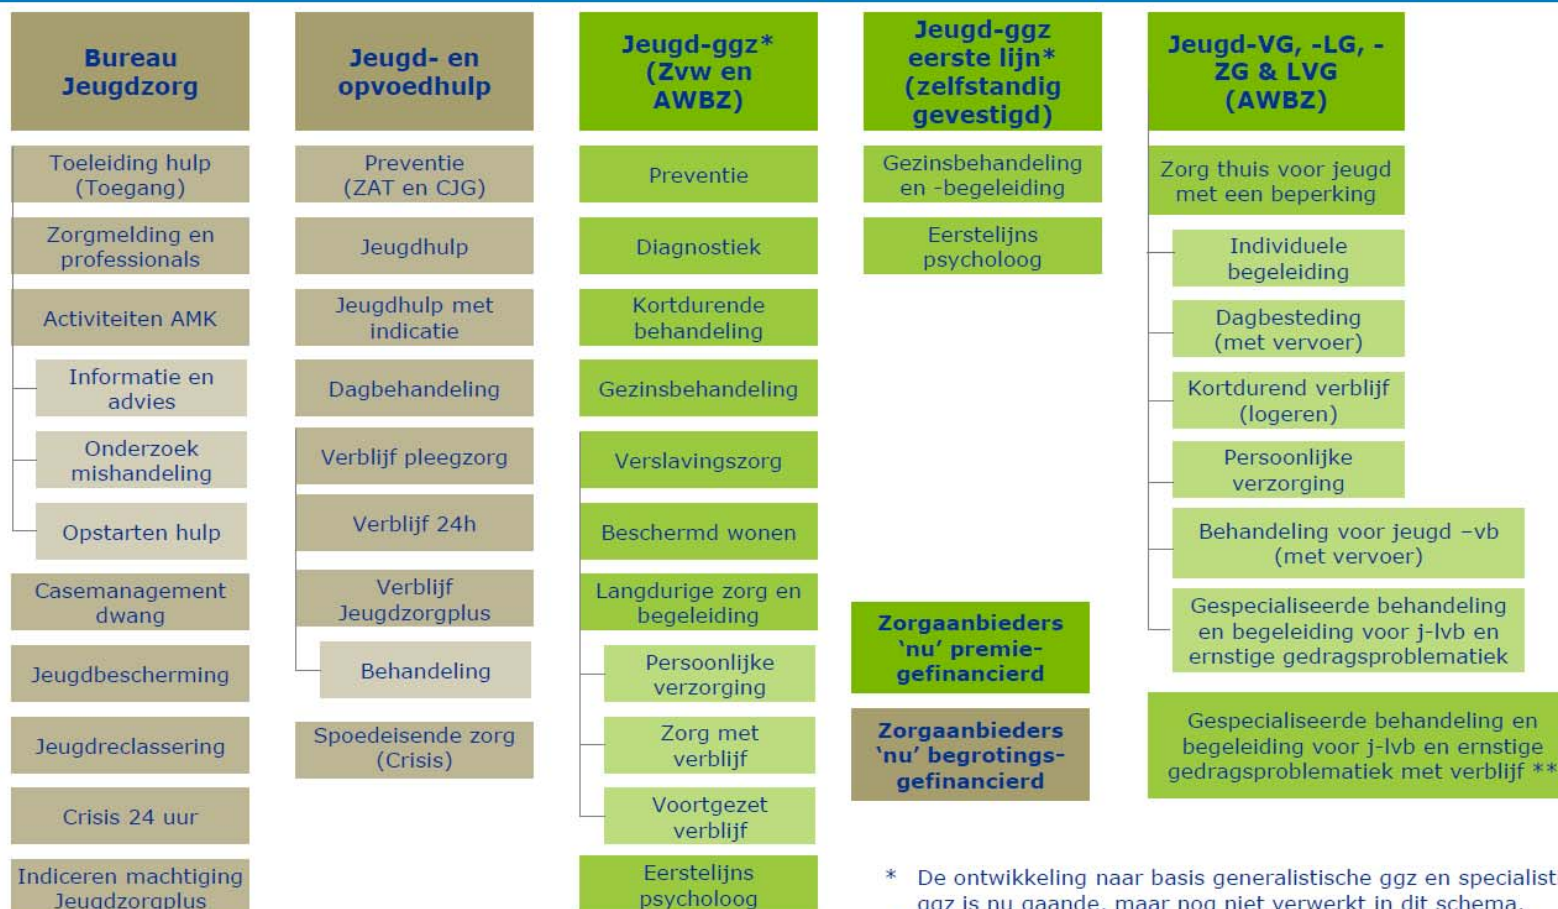 Bureau
Jeugdzorg
Toeleiding hulp
(Toegang)
Zorgmelding en
professionals
Activiteiten AMK
Informatie en
advies
Onderzoek
mishandeling
Opstarten hulp
Casemanagement
dwang
Jeugdbescherming
Jeugdreclassering
Crisis 24 uur
Indiceren machtiging
Jeugdzorgplus
Jeugd- en
opvoedhulp
Preventie
(ZAT en CJG)
Jeugdhulp
Jeugdhulp met
indicatie
Dagbehandeling
Verblijf pleegzorg
Verblijf 24h
Verblijf
Jeugdzorgplus
Behandeling
Spoedeisende zorg
(Crisis)
Jeugd-ggz*
(Zvw en
AWBZ)
Preventie
Diagnostiek
Kortdurende
behandeling
Gezinsbehandeling
Verslavingszorg
Beschermd wonen
Langdurige zorg en
begeleiding
Persoonlijke
verzorging
Zorg met
verblijf
Voortgezet
verblijf
Eerstelijns
psycholoog
Jeugd-ggz
eerste lijn*
(zelfstandig
gevestigd)
Gezinsbehandeling
en -begeleiding
Eerstelijns
psycholoog
Zorgaanbieders
‘nu’ premie-
gefinancierd
Zorgaanbieders
‘nu’ begrotings-
gefinancierd
Jeugd-VG, -LG, -
ZG & LVG
(AWBZ)
Zorg thuis voor jeugd
met een beperking
Individuele
begeleiding
Dagbesteding
(met vervoer)
Kortdurend verblijf
(logeren)
Persoonlijke
verzorging
Behandeling voor jeugd –vb
(met vervoer)
Gespecialiseerde behandeling
en begeleiding voor j-lvb en
ernstige gedragsproblematiek
Gespecialiseerde behandeling en
begeleiding voor j-lvb en ernstige
gedragsproblematiek met verblijf **
* De ontwikkeling naar basis generalistische ggz en specialist
ggz is nu gaande, maar nog niet verwerkt in dit schema.